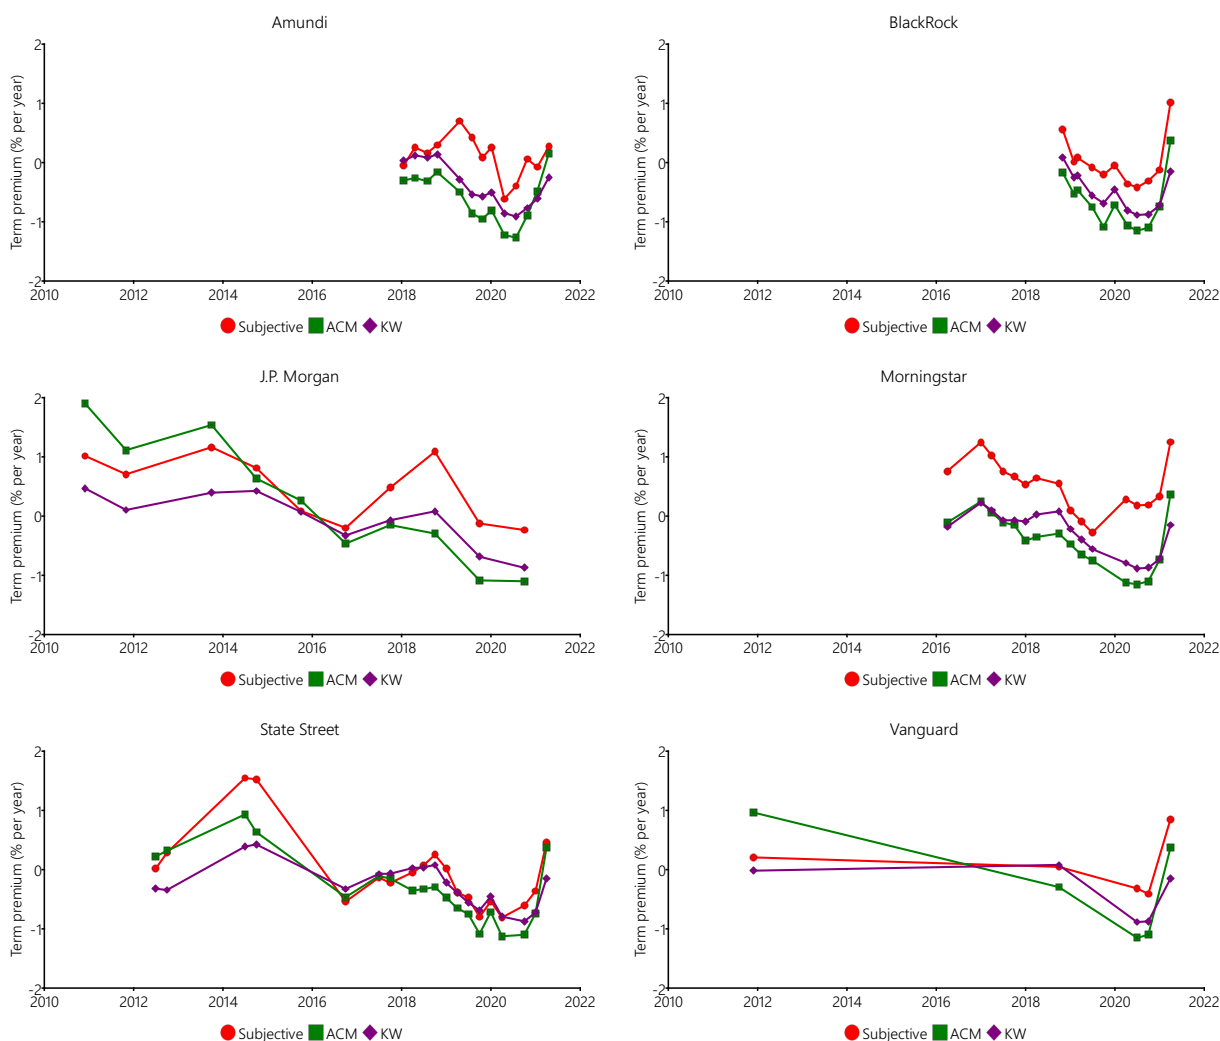 Amundi
Term premium (% per year)
2
1
0
-1
-2
2010 2012 2014 2016 2018 2020 2022
Subjective ACM KW
BlackRock
Term premium (% per year)
2
1
0
-1
-2
2010 2012 2014 2016 2018 2020 2022
Subjective ACM KW
J.P. Morgan
Term premium (% per year)
2
1
0
-1
-2
2010 2012 2014 2016 2018 2020 2022
Subjective ACM KW
Morningstar
Term premium (% per year)
2
1
0
-1
-2
2010 2012 2014 2016 2018 2020 2022
Subjective ACM KW
State Street
Term premium (% per year)
2
1
0
-1
-2
2010 2012 2014 2016 2018 2020 2022
Subjective ACM KW
Vanguard
Term premium (% per year)
2
1
0
-1
-2
2010 2012 2014 2016 2018 2020 2022
Subjective ACM KW